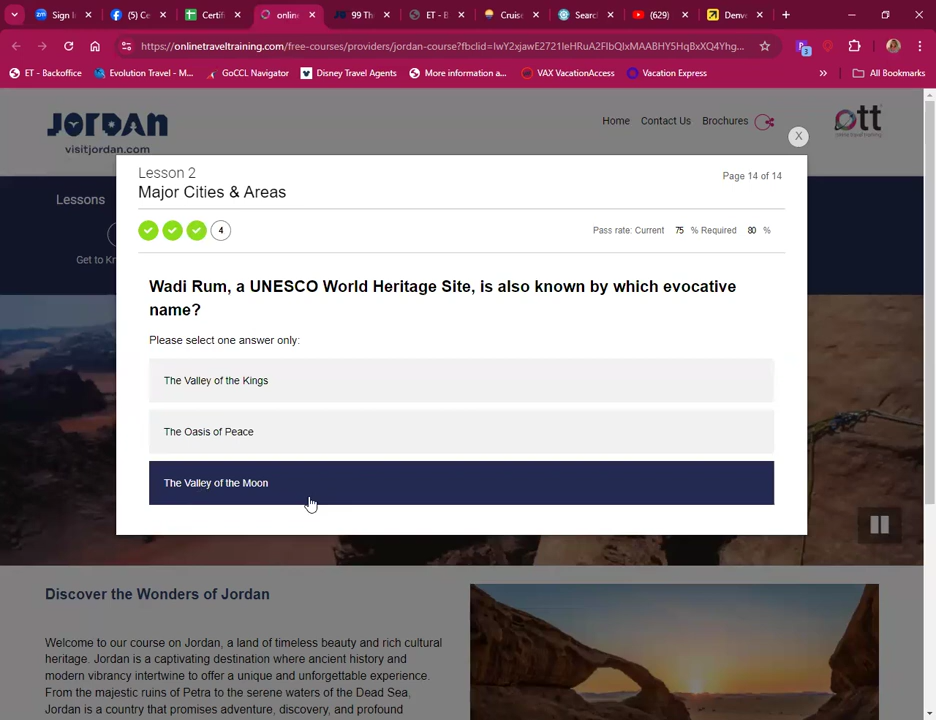 Sign I
(5) Ce
Certif
online
99 Th
ET - B
Cruise
Searc
(629)
Denve
https://onlinetraveltraining.com/free-courses/providers/jordan-course?fbclid=IwY2xjawE2721leHRuA2FlbQIxMAABHY5HqBxXQ4Yhg...
3
ET - Backoffice
Evolution Travel - M...
GoCCL Navigator
Disney Travel Agents
More information a...
VAX VacationAccess
Vacation Express
»
All Bookmarks
JORDAN
visitjordan.com
Home
Contact Us
Brochures
ott
X
Lessons
Get to Kn
Lesson 2
Major Cities & Areas
Page 14 of 14
4
Pass rate: Current 75 % Required 80 %
Wadi Rum, a UNESCO World Heritage Site, is also known by which evocative
name?
Please select one answer only:
The Valley of the Kings
The Oasis of Peace
The Valley of the Moon
Discover the Wonders of Jordan
Welcome to our course on Jordan, a land of timeless beauty and rich cultural
heritage. Jordan is a captivating destination where ancient history and
modern vibrancy intertwine to offer a unique and unforgettable experience.
From the majestic ruins of Petra to the serene waters of the Dead Sea,
Jordan is a country that promises adventure, discovery, and profound